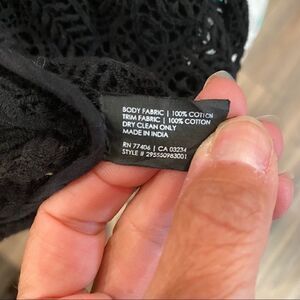 BODY FABRIC | 100% COTTON
TRIM FABRIC | 100% COTTON
DRY CLEAN ONLY
MADE IN INDIA
RN 77406 | CA 03234
STYLE # 295550983001